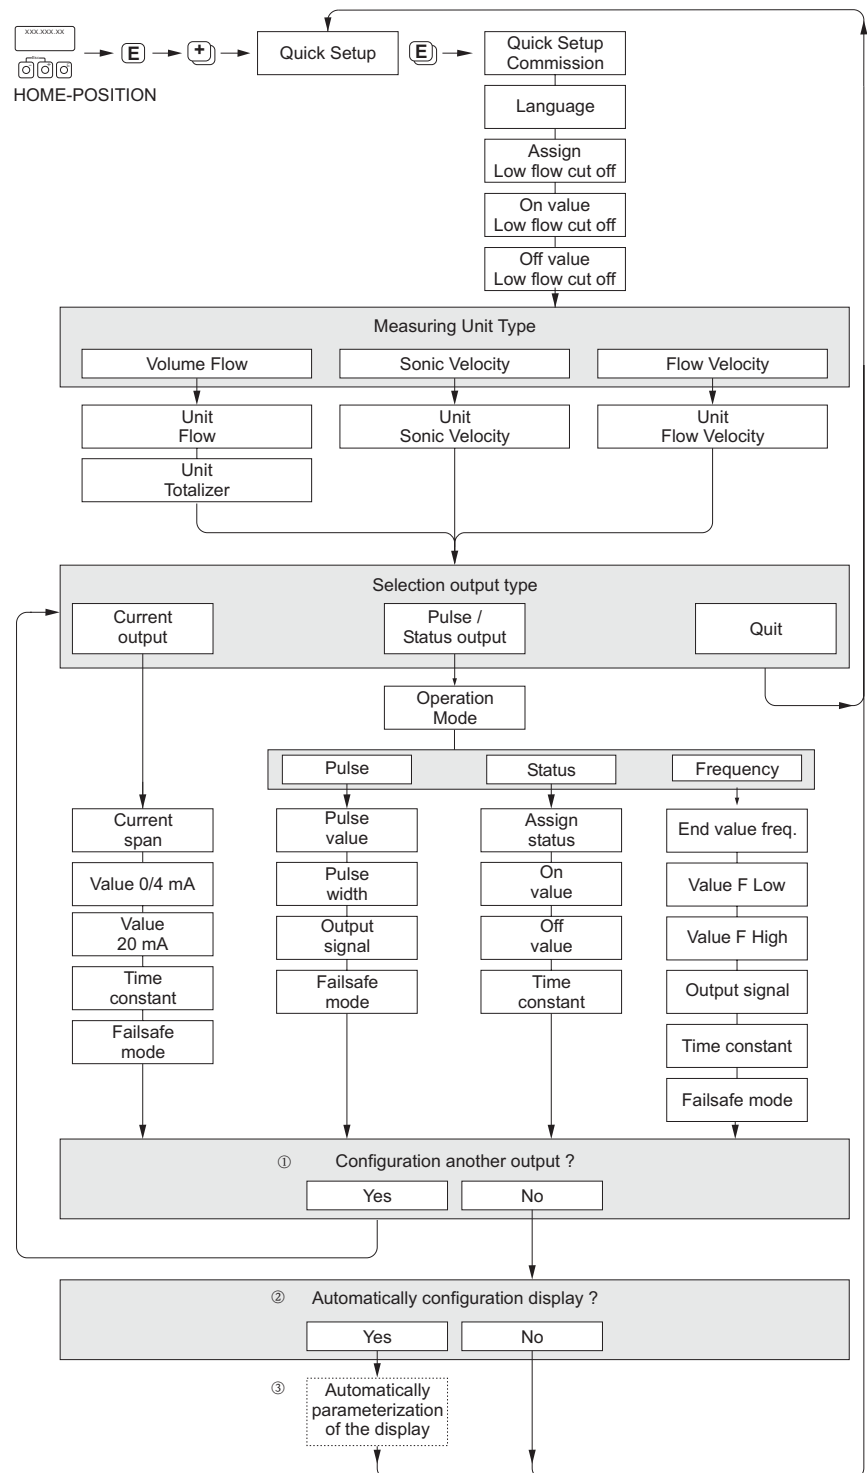 xxx.xxx.xx
E
+
Quick Setup
E
Quick Setup
Commission
HOME-POSITION
Language
Assign
Low flow cut off
On value
Low flow cut off
Off value
Low flow cut off
Measuring Unit Type
Volume Flow
Sonic Velocity
Flow Velocity
Unit
Flow
Unit
Sonic Velocity
Unit
Flow Velocity
Unit
Totalizer
Selection output type
Current
output
Pulse /
Status output
Quit
Operation
Mode
Pulse
Status
Frequency
Current
span
Value 0/4 mA
Value
20 mA
Time
constant
Failsafe
mode
Pulse
value
Pulse
width
Output
signal
Failsafe
mode
Assign
status
On
value
Off
value
Time
constant
End value freq.
Value F Low
Value F High
Output signal
Time constant
Failsafe mode
① Configuration another output ?
Yes
No
② Automatically configuration display ?
Yes
No
③ Automatically
parameterization
of the display